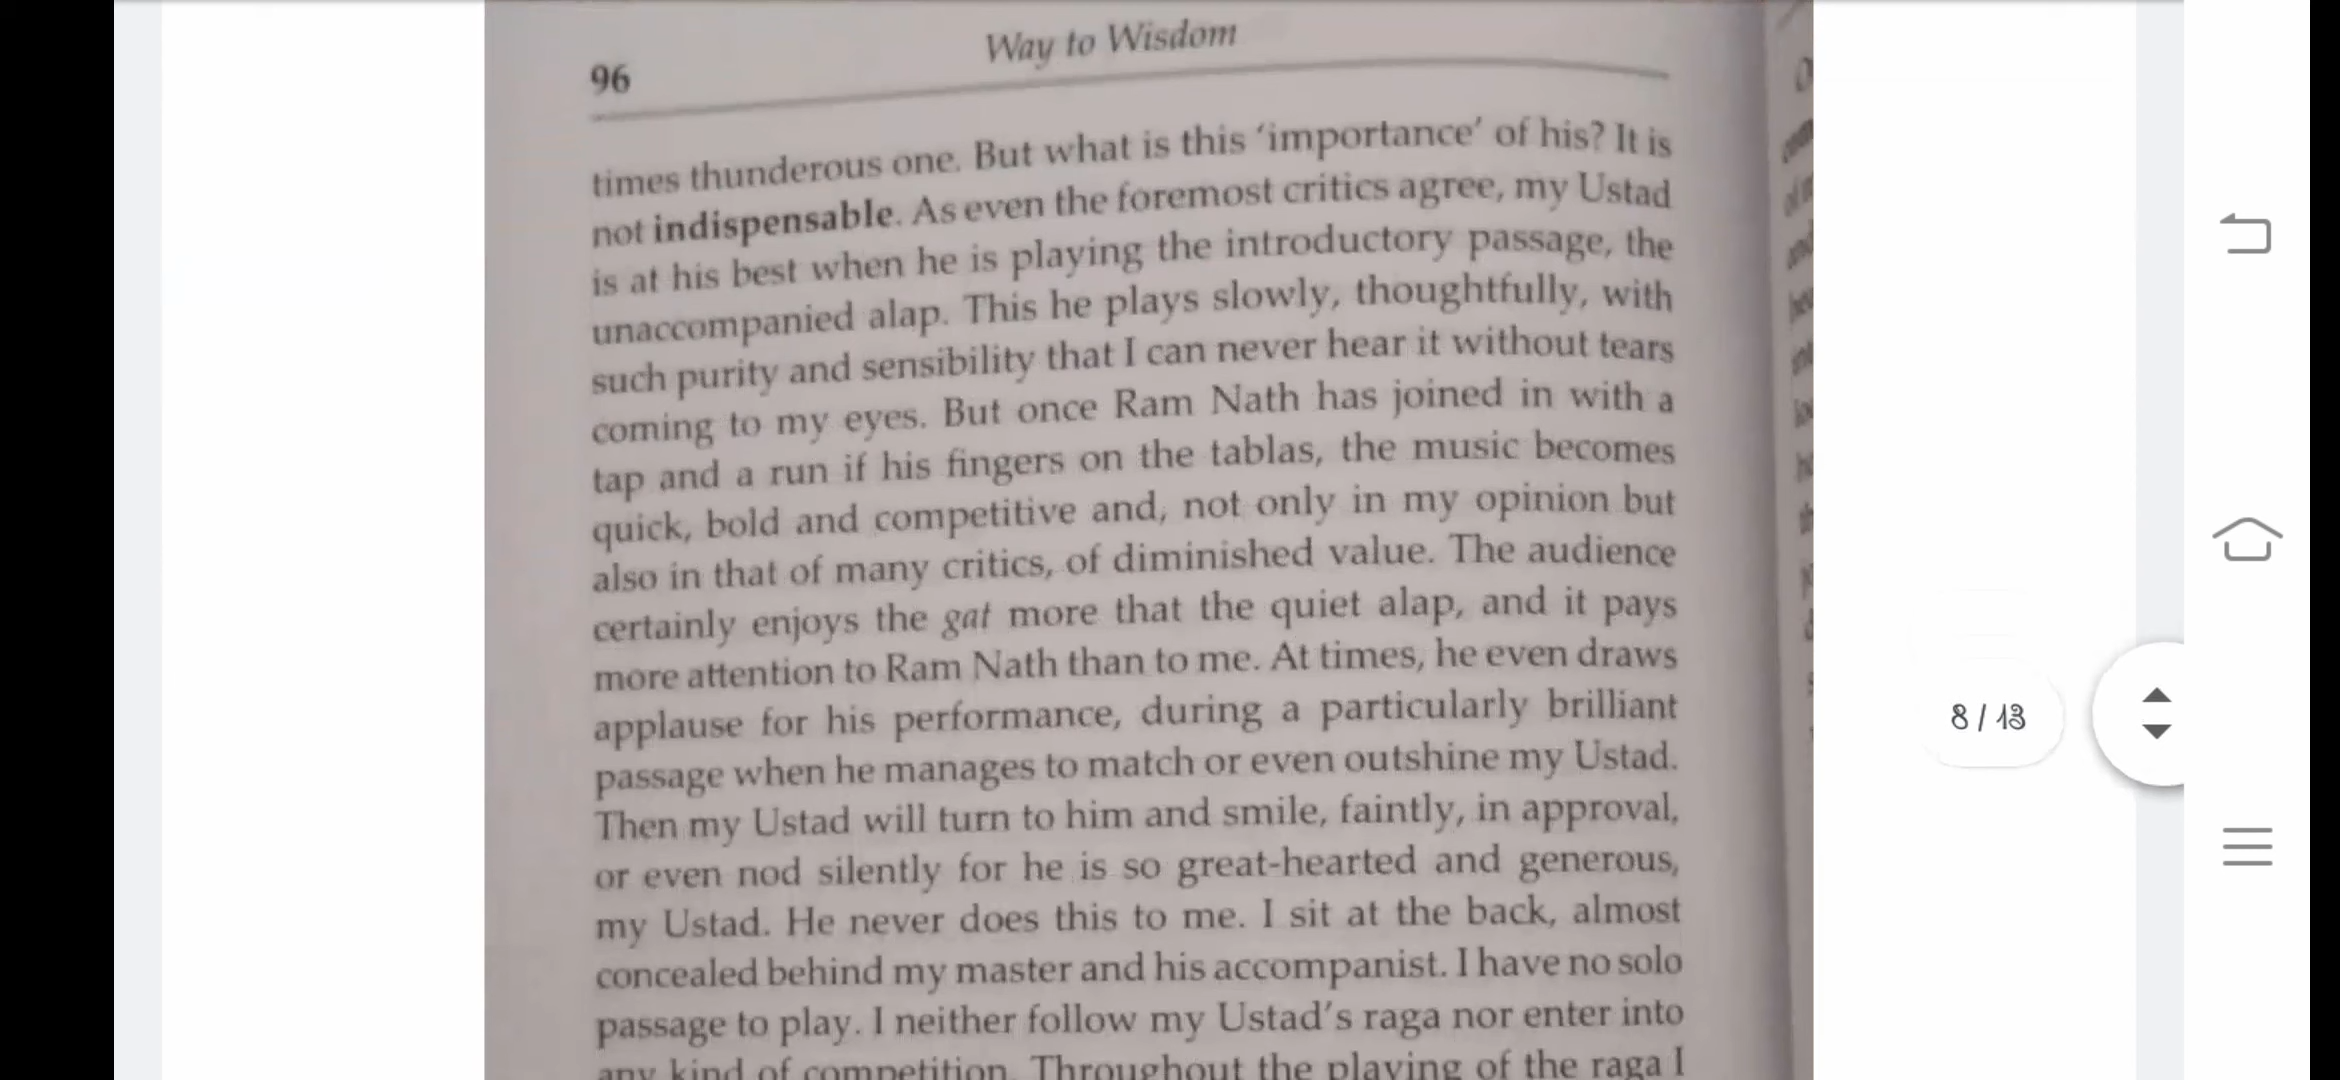 Way to Wisdom
96
times thunderous one. But what is this ‘importance’ of his? It is
not indispensable. As even the foremost critics agree, my Ustad
is at his best when he is playing the introductory passage, the
unaccompanied alap. This he plays slowly, thoughtfully, with
such purity and sensibility that I can never hear it without tears
coming to my eyes. But once Ram Nath has joined in with a
tap and a run if his fingers on the tablas, the music becomes
quick, bold and competitive and, not only in my opinion but
also in that of many critics, of diminished value. The audience
certainly enjoys the gat more that the quiet alap, and it pays
more attention to Ram Nath than to me. At times, he even draws
applause for his performance, during a particularly brilliant
passage when he manages to match or even outshine my Ustad.
Then my Ustad will turn to him and smile, faintly, in approval,
or even nod silently for he is so great-hearted and generous,
my Ustad. He never does this to me. I sit at the back, almost
concealed behind my master and his accompanist. I have no solo
passage to play. I neither follow my Ustad’s raga nor enter into
any kind of competition. Throughout the playing of the raga I
8 / 13